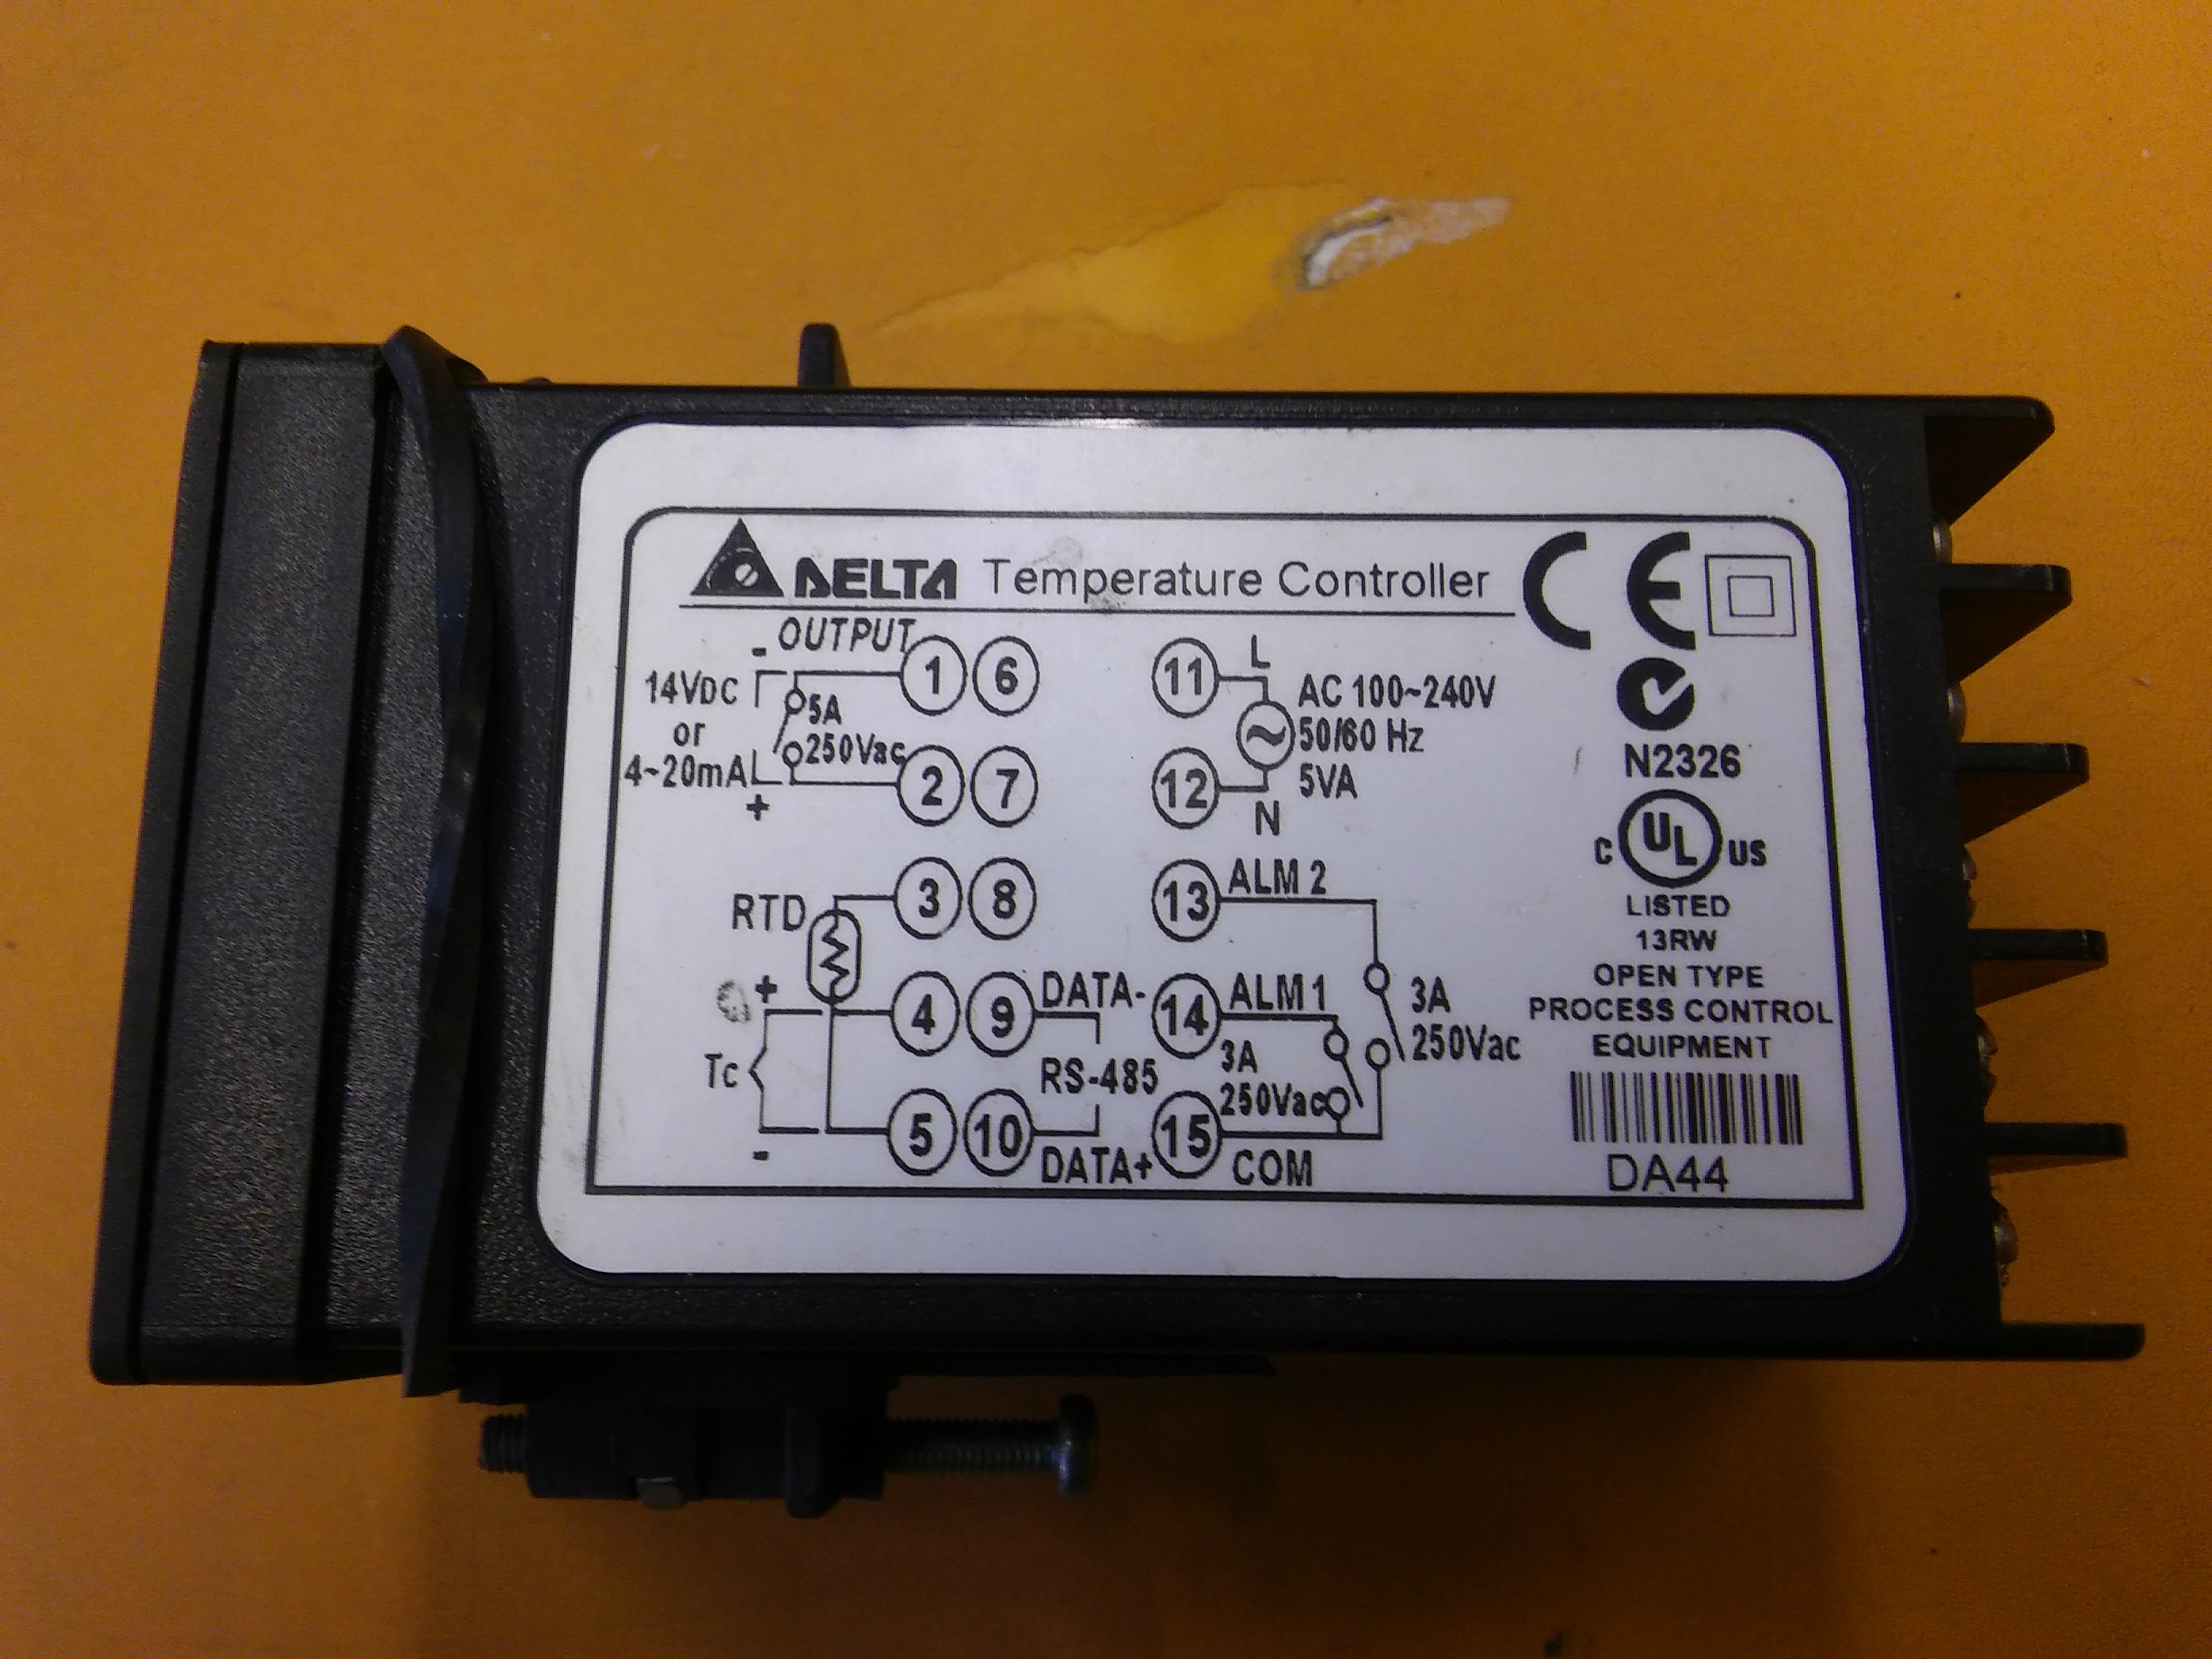 DELTA Temperature Controller
CE
OUTPUT
-
14VDC
or
4~20mA
+
5A
250Vac
1 6
2 7
RTD
3 8
+
4 9 DATA-
Tc
RS-485
-
5 10 DATA+
11 L
AC 100~240V
50/60 Hz
5VA
12 N
13 ALM 2
3A
250Vac
14 ALM 1
3A
250Vac
15 COM
N2326
C UL US
LISTED
13RW
OPEN TYPE
PROCESS CONTROL
EQUIPMENT
DA44